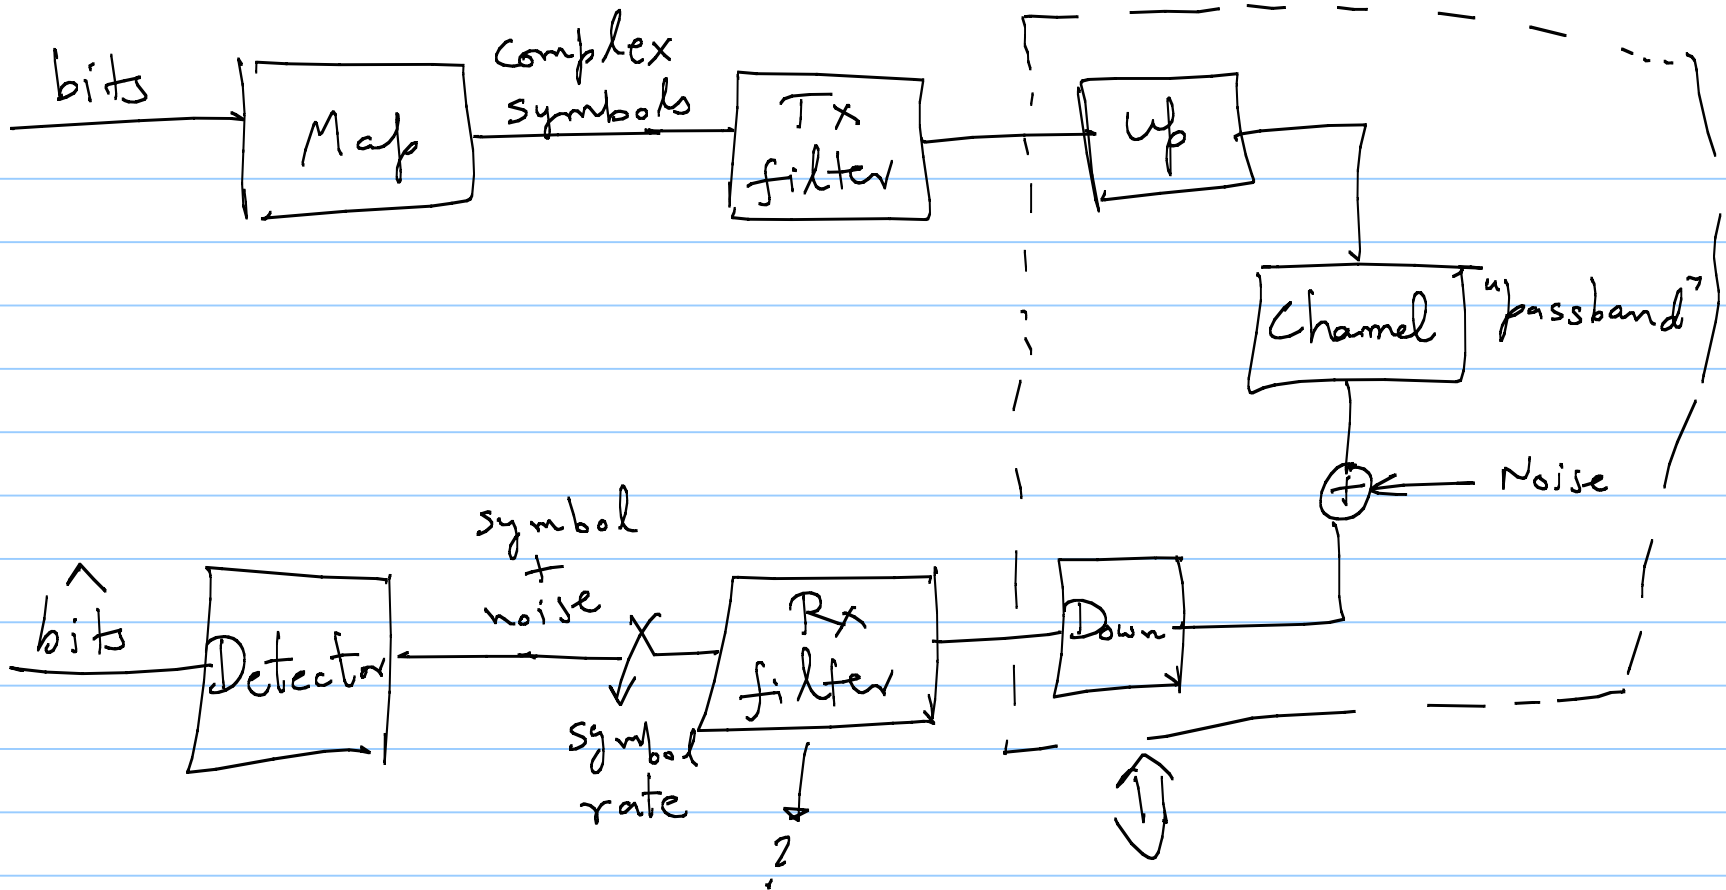 bits
Map
complex
symbols
Tx
filter
up
Channel
"passband"
+
Noise
Down
Rx
filter
?
symbol
+
noise
symbol
rate
Detector
^
bits